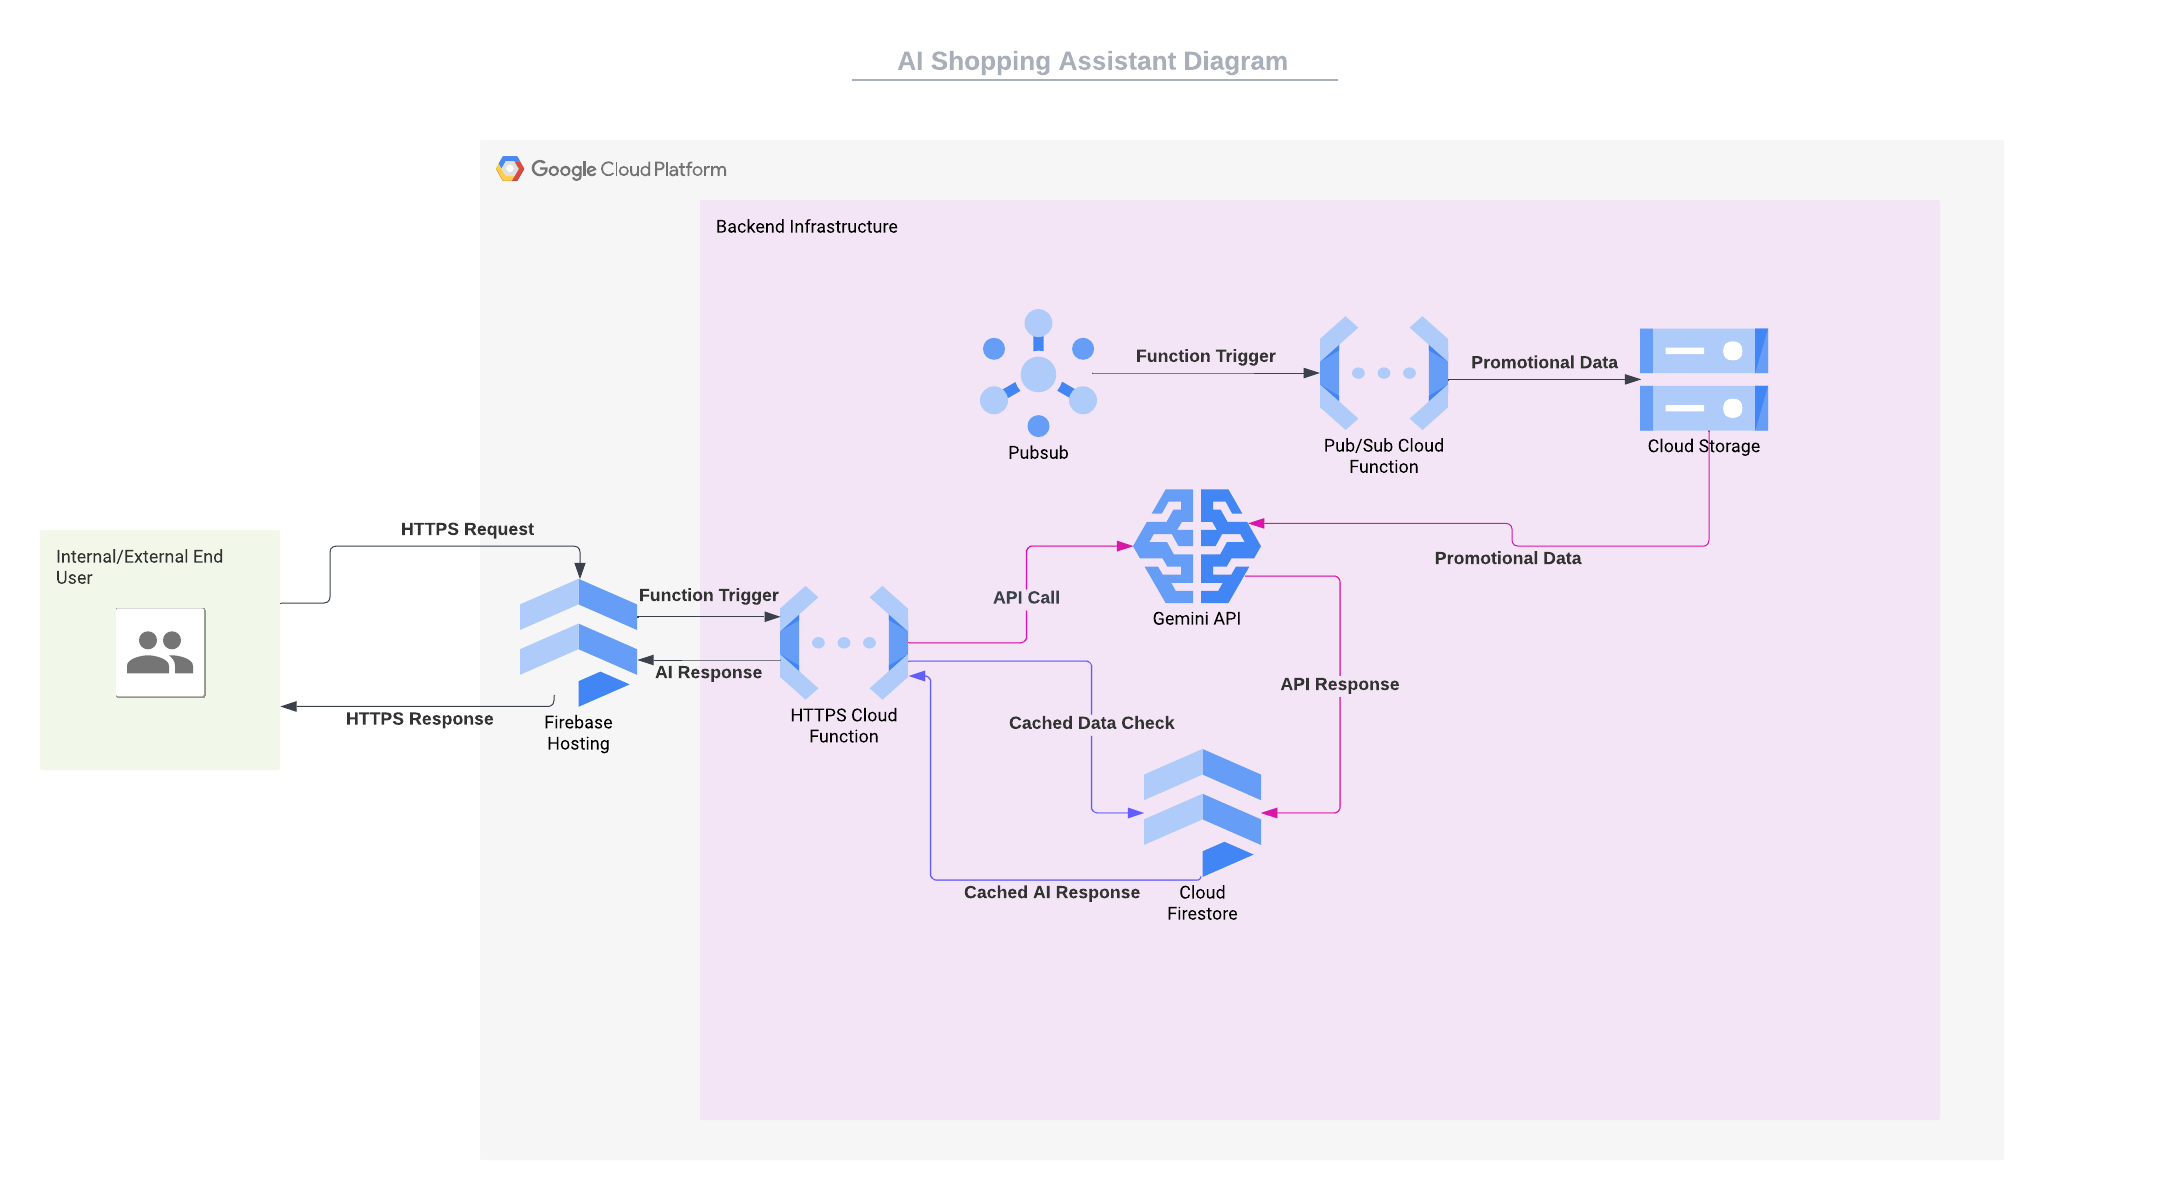 AI Shopping Assistant Diagram
Google Cloud Platform
Backend Infrastructure
Function Trigger
Promotional Data
Pubsub
Pub/Sub Cloud
Function
Cloud Storage
Internal/External End
User
HTTPS Request
HTTPS Response
Firebase
Hosting
Function Trigger
AI Response
HTTPS Cloud
Function
API Call
Gemini API
Promotional Data
API Response
Cached Data Check
Cached AI Response
Cloud
Firestore